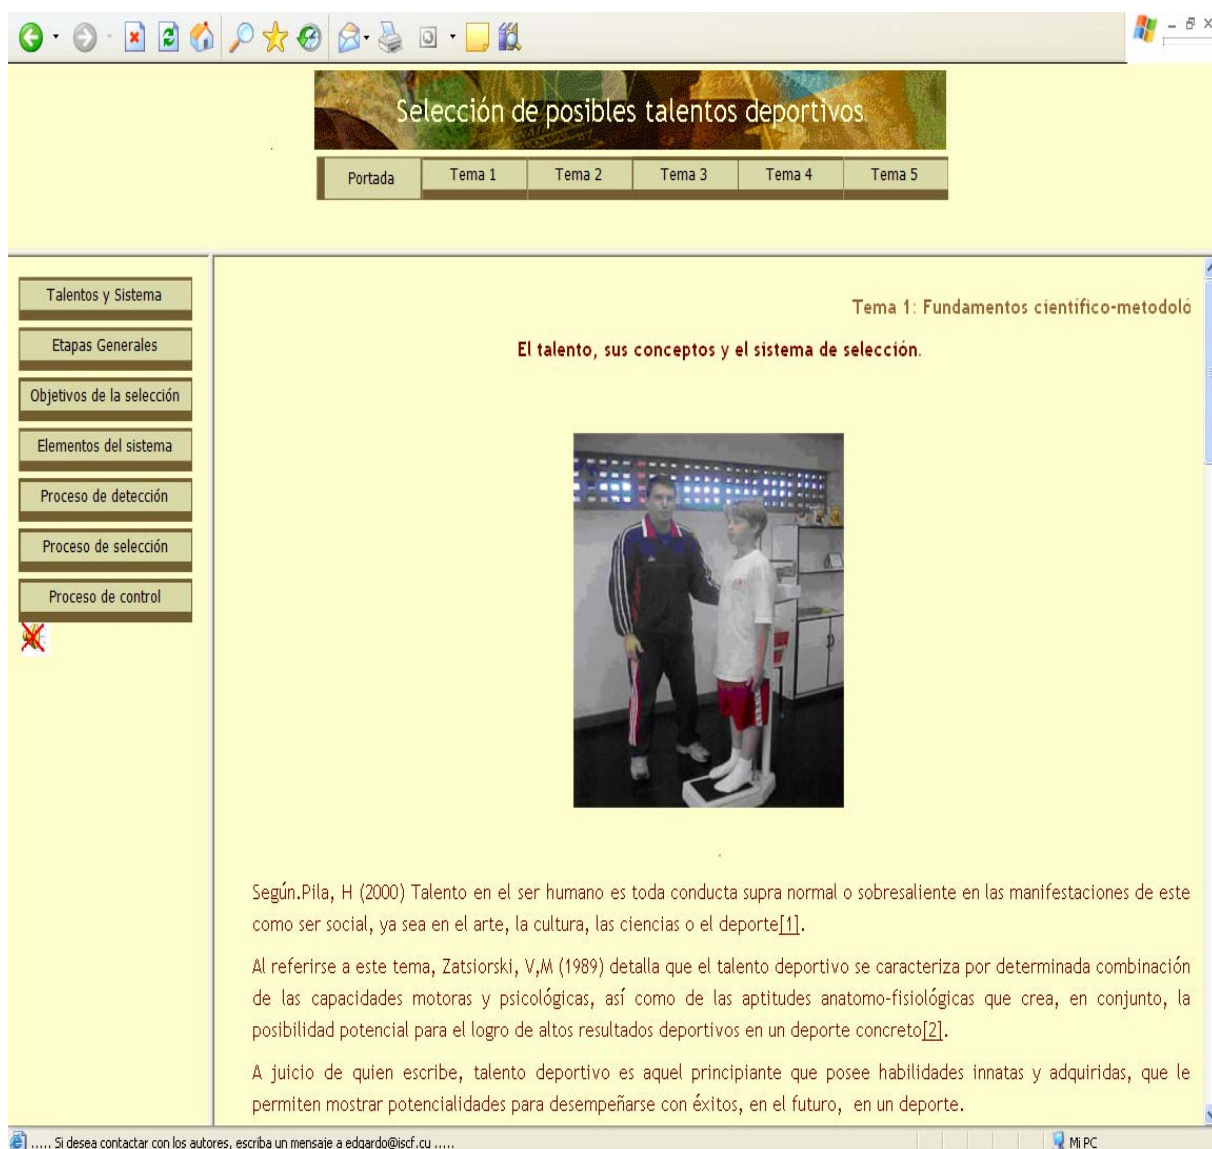 Selección de posibles talentos deportivos
Portada
Tema 1
Tema 2
Tema 3
Tema 4
Tema 5
Talentos y Sistema
Etapas Generales
Objetivos de la selección
Elementos del sistema
Proceso de detección
Proceso de selección
Proceso de control
Tema 1: Fundamentos científico-metodoló
El talento, sus conceptos y el sistema de selección.
Según.Pila, H (2000) Talento en el ser humano es toda conducta supra normal o sobresaliente en las manifestaciones de este
como ser social, ya sea en el arte, la cultura, las ciencias o el deporte[1].
Al referirse a este tema, Zatsiorski, V,M (1989) detalla que el talento deportivo se caracteriza por determinada combinación
de las capacidades motoras y psicológicas, así como de las aptitudes anatomo-fisiológicas que crea, en conjunto, la
posibilidad potencial para el logro de altos resultados deportivos en un deporte concreto[2].
A juicio de quien escribe, talento deportivo es aquel principiante que posee habilidades innatas y adquiridas, que le
permiten mostrar potencialidades para desempeñarse con éxitos, en el futuro, en un deporte.
..... Si desea contactar con los autores, escriba un mensaje a edgardo@iscf.cu .....
Mi PC